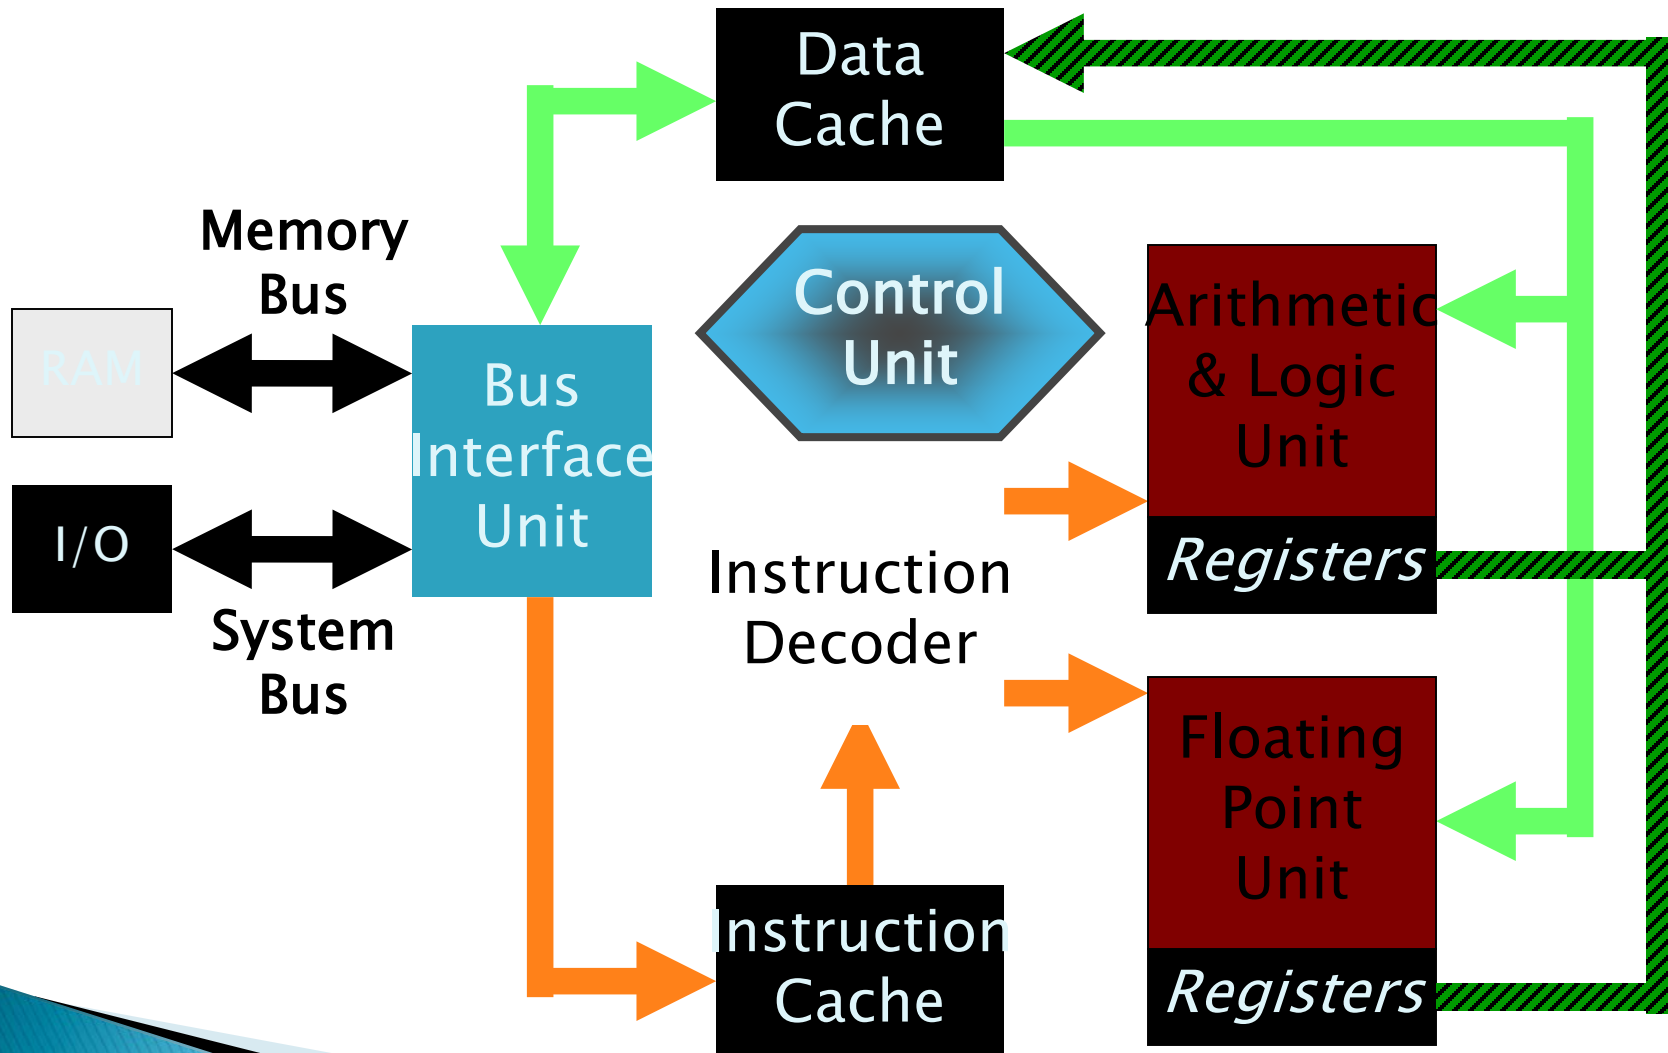 Data
Cache
Memory
Bus
RAM
I/O
System
Bus
Bus
Interface
Unit
Control
Unit
Instruction
Decoder
Instruction
Cache
Arithmetic
& Logic
Unit
Registers
Floating
Point
Unit
Registers